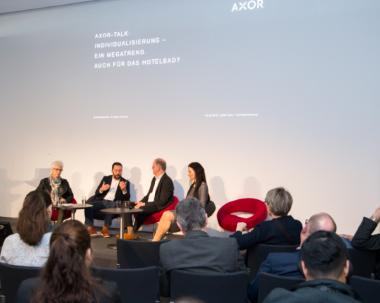 AXOR
AXOR-TALK:
INDIVIDUALISIERUNG –
EIN MEGATREND.
AUCH FÜR DAS HOTELBAD?